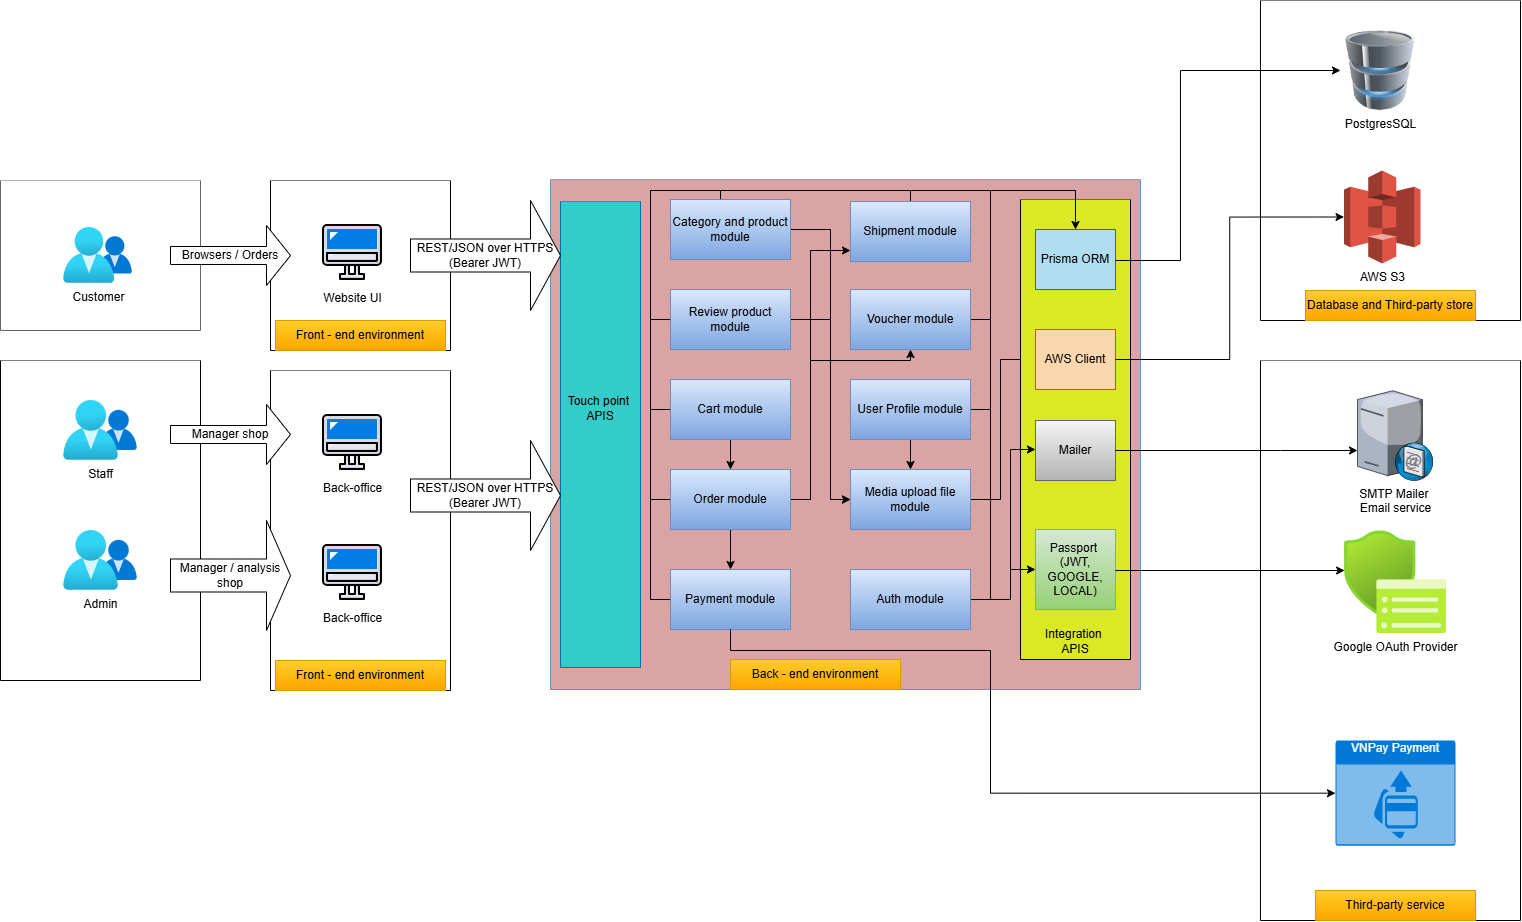 Customer
Browsers / Orders
Website UI
Front - end environment
REST/JSON over HTTPS
(Bearer JWT)
Staff
Manager shop
Back-office
Admin
Manager / analysis
shop
Back-office
Front - end environment
REST/JSON over HTTPS
(Bearer JWT)
Touch point
APIS
Category and product
module
Review product
module
Cart module
Order module
Payment module
Shipment module
Voucher module
User Profile module
Media upload file
module
Auth module
Back - end environment
Prisma ORM
AWS Client
Mailer
Passport
(JWT,
GOOGLE,
LOCAL)
Integration
APIS
PostgresSQL
AWS S3
Database and Third-party store
SMTP Mailer
Email service
Google OAuth Provider
VNPay Payment
Third-party service